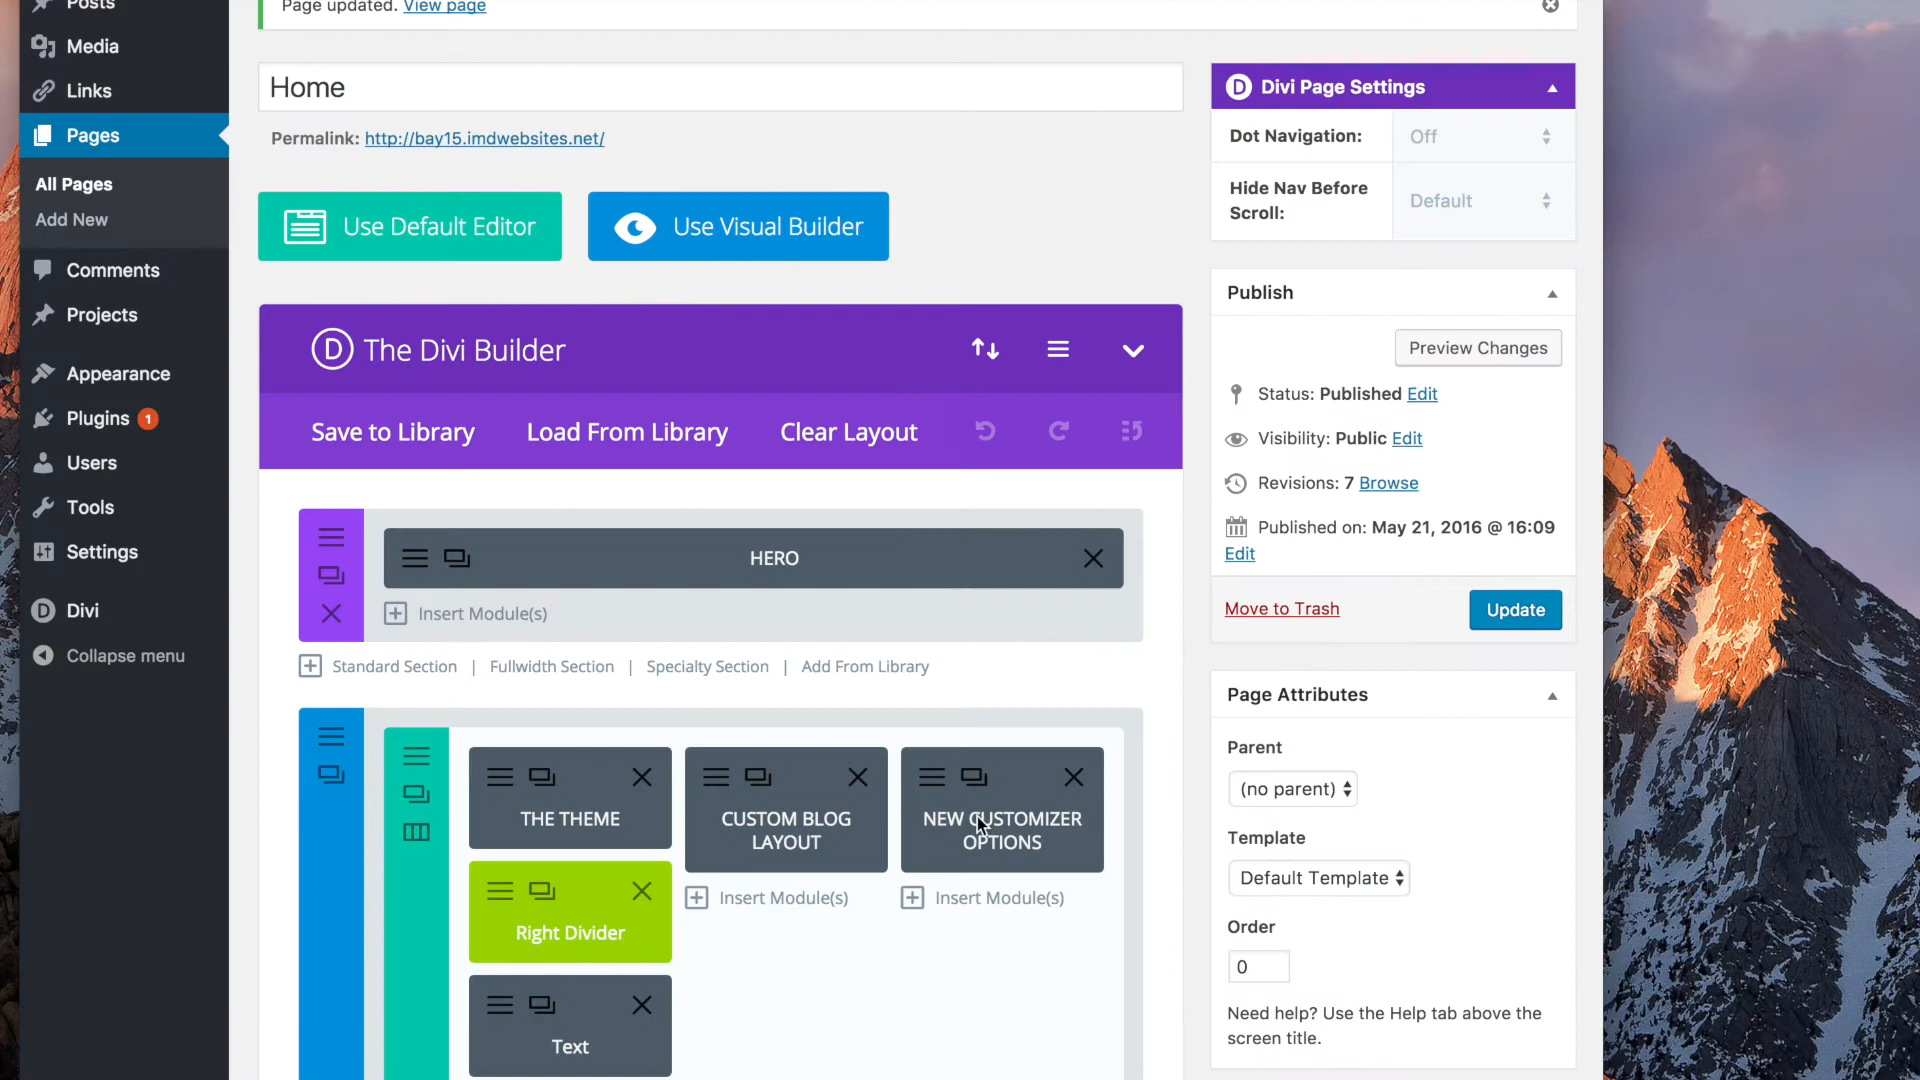 Posts
Media
Links
Pages
All Pages
Add New
Comments
Projects
Appearance
Plugins 1
Users
Tools
Settings
Divi
Collapse menu
Page updated. View page
Home
Permalink: http://bay15.imdwebsites.net/
Use Default Editor
Use Visual Builder
D The Divi Builder
Save to Library
Load From Library
Clear Layout
HERO
Insert Module(s)
Standard Section | Fullwidth Section | Specialty Section | Add From Library
THE THEME
Right Divider
Text
CUSTOM BLOG
LAYOUT
Insert Module(s)
NEW CUSTOMIZER
OPTIONS
Insert Module(s)
D Divi Page Settings
Dot Navigation: Off
Hide Nav Before
Scroll:
Default
Publish
Preview Changes
Status: Published Edit
Visibility: Public Edit
Revisions: 7 Browse
Published on: May 21, 2016 @ 16:09
Edit
Move to Trash
Update
Page Attributes
Parent
(no parent)
Template
Default Template
Order
0
Need help? Use the Help tab above the
screen title.